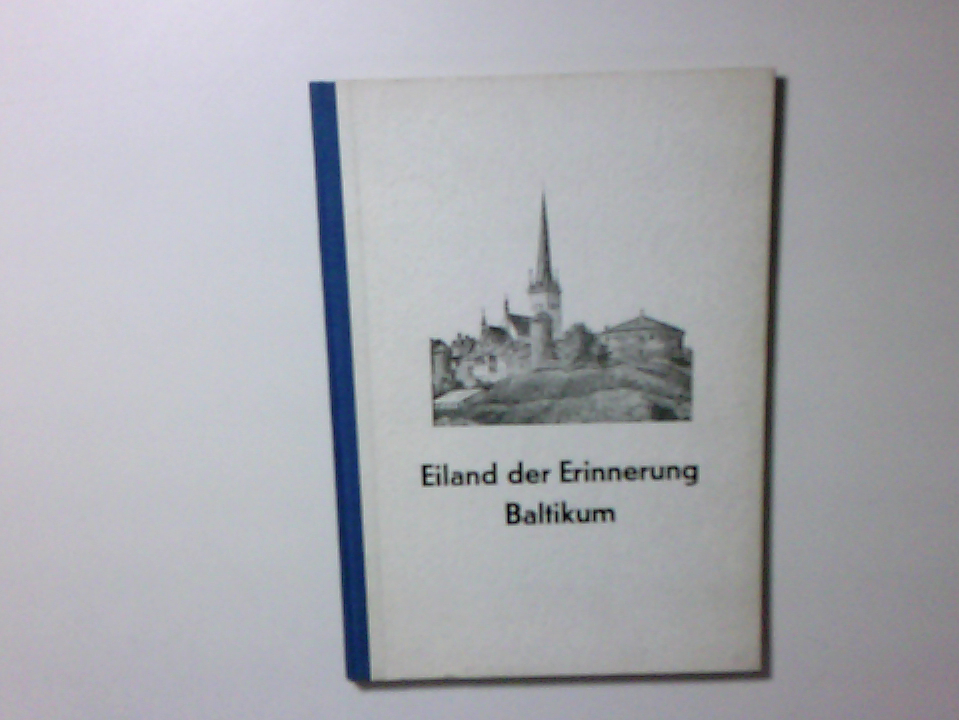 Eiland der Erinnerung
Baltikum